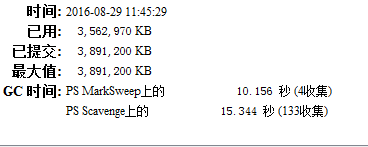 时间: 2016-08-29 11:45:29
已用: 3,562,970 KB
已提交: 3,891,200 KB
最大值: 3,891,200 KB
GC 时间: PS MarkSweep上的 10.156 秒 (4收集)
PS Scavenge上的 15.344 秒 (133收集)